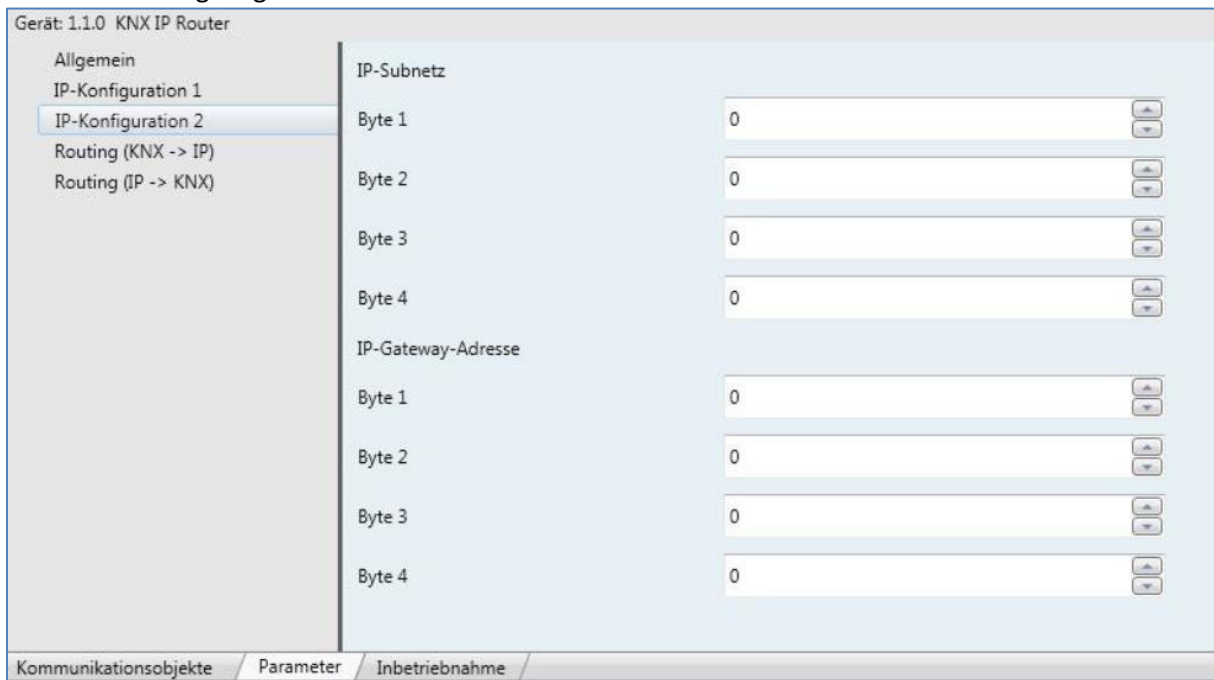 Gerät: 1.1.0 KNX IP Router
Allgemein
IP-Konfiguration 1
IP-Konfiguration 2
Routing (KNX -> IP)
Routing (IP -> KNX)
IP-Subnetz
Byte 1 0
Byte 2 0
Byte 3 0
Byte 4 0
IP-Gateway-Adresse
Byte 1 0
Byte 2 0
Byte 3 0
Byte 4 0
Kommunikationsobjekte Parameter Inbetriebnahme